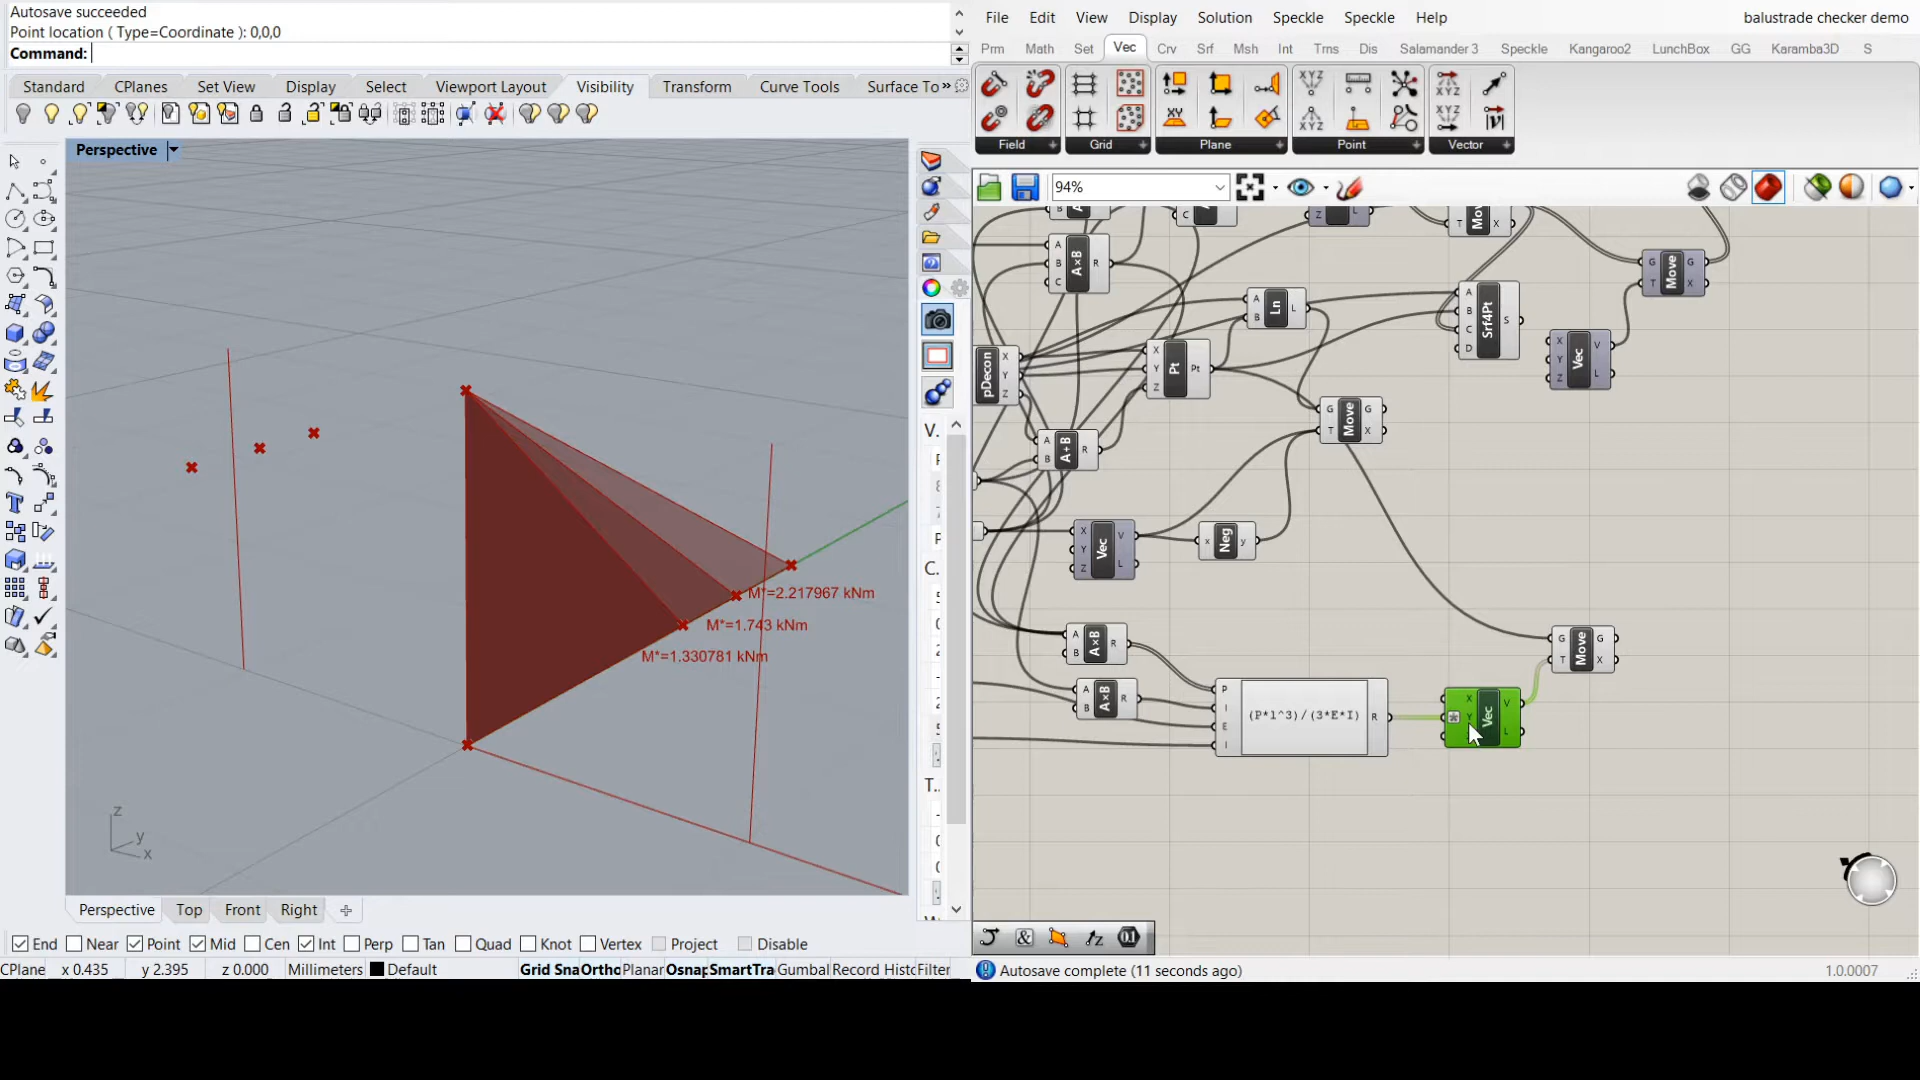 Autosave succeeded
Point location ( Type=Coordinate ): 0,0,0
Command:
Standard CPlanes Set View Display Select Viewport Layout Visibility Transform Curve Tools Surface To »
Perspective
M*=2.217967 kNm
M*=1.743 kNm
M*=1.330781 kNm
z
y
x
V.
C.
T..
Perspective Top Front Right
End Near Point Mid Cen Int Perp Tan Quad Knot Vertex Project Disable
CPlane x 0.435 y 2.395 z 0.000 Millimeters Default Grid Sna Ortho Planar Osnap SmartTra Gumbal Record Histo Filter
File Edit View Display Solution Speckle Speckle Help balustrade checker demo
Prm Math Set Vec Crv Srf Msh Int Trns Dis Salamander 3 Speckle Kangaroo2 LunchBox GG Karamba3D S
Field Grid Plane Point Vector
94%
B
C
Z L
T Mov X
A B C A×B R
G T Move G X
A B Ln L
A B C D Srf4Pt S
pDecon X Y Z
X Y Z Pt Pt
X Y Z Vec V L
G T Move G X
A B A+B R
X Y Z Vec V L
x Neg y
A B A×B R
G T Move G X
A B A×B R
P l E I (P*l^3)/(3*E*I) R
X Y Vec V L
Autosave complete (11 seconds ago) 1.0.0007